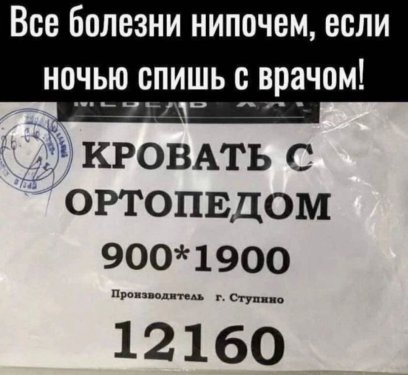 Все болезни нипочем, если
ночью спишь с врачом!
КРОВАТЬ С
ОРТОПЕДОМ
900*1900
Производитель г. Ступино
12160